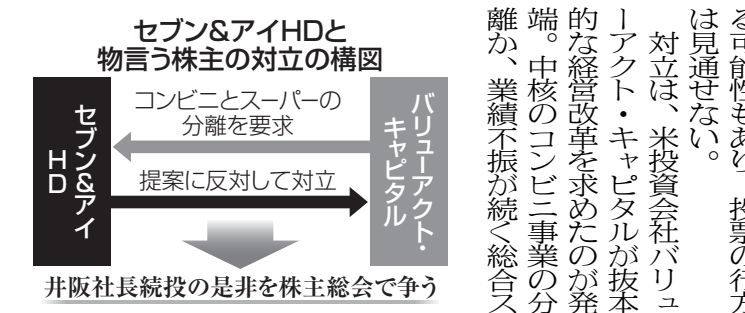 セブン&アイHDと
物言う株主の対立の構図
セブン&アイ
HD
コンビニとスーパーの
分離を要求
提案に反対して対立
バリューアクト・
キャピタル
井阪社長続投の是非を株主総会で争う
る可能性もあり、投票の行方
は見通せない。
対立は、米投資会社バリュ
ーアクト・キャピタルが抜本
的な経営改革を求めたのが発
端。中核のコンビニ事業の分
離か、業績不振が続く総合ス